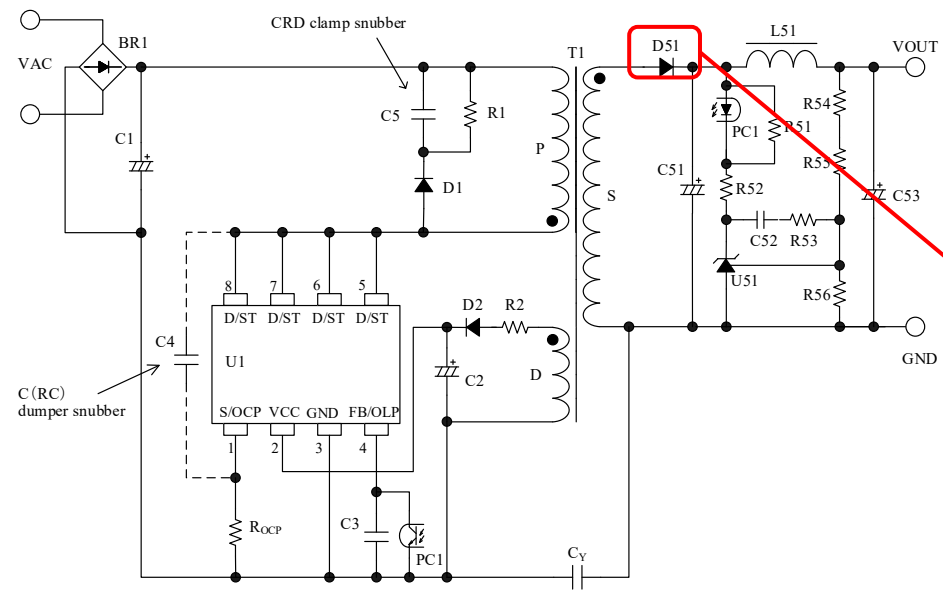 CRD clamp snubber
BR1
VAC
C1
C5
R1
D1
P
T1
S
D51
L51
VOUT
PC1
R51
R54
R55
C51
R52
C53
C52
R53
U51
R56
GND
8
7
6
5
D/ST
D/ST
D/ST
D/ST
C4
U1
D2
R2
C2
D
C(RC)
dumper snubber
S/OCP
VCC
GND
FB/OLP
1
2
3
4
ROCP
C3
PC1
CY